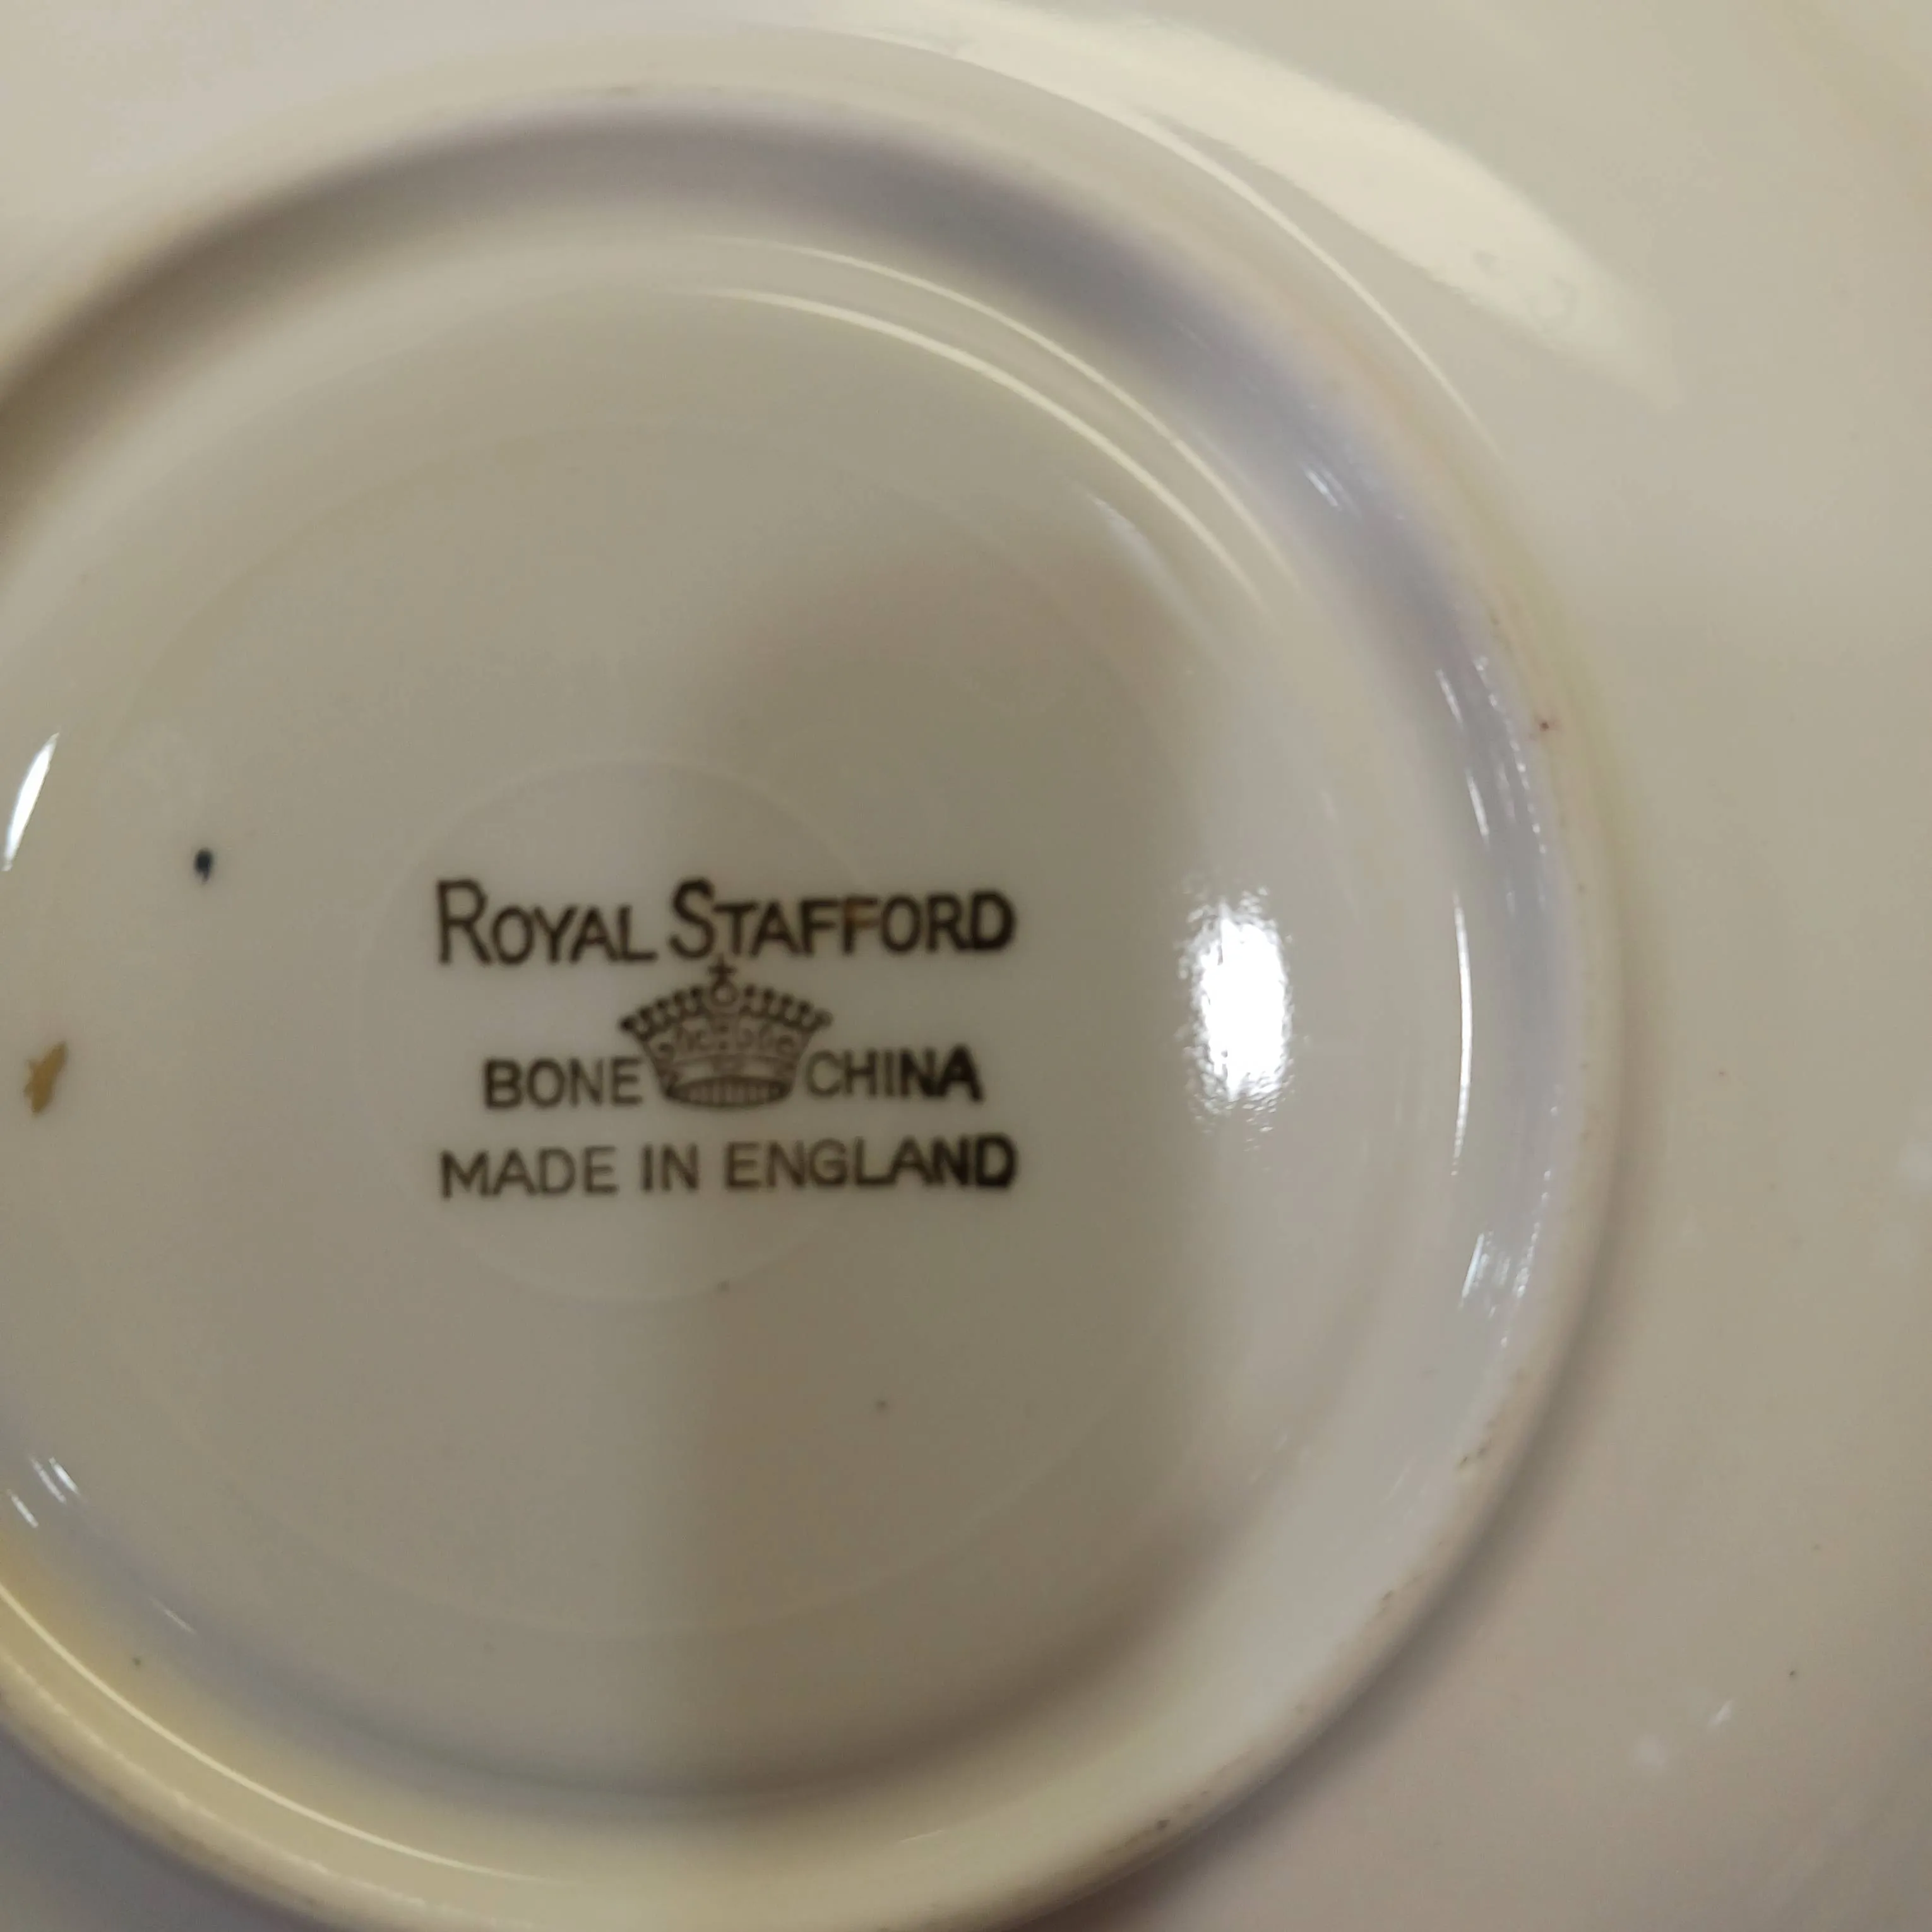 ROYAL STAFFORD
BONE CHINA
MADE IN ENGLAND